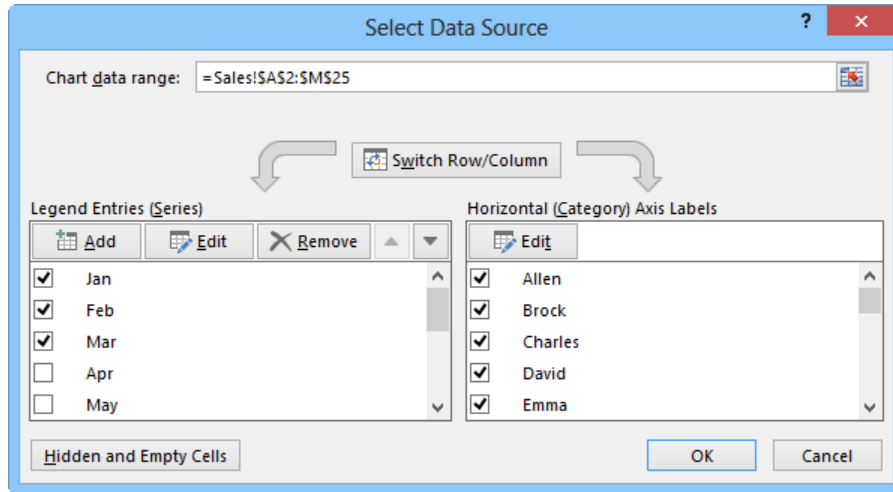 Select Data Source
?
Chart data range: =Sales!$A$2:$M$25
Switch Row/Column
Legend Entries (Series)
Add Edit Remove
Jan
Feb
Mar
Apr
May
Horizontal (Category) Axis Labels
Edit
Allen
Brock
Charles
David
Emma
Hidden and Empty Cells
OK Cancel